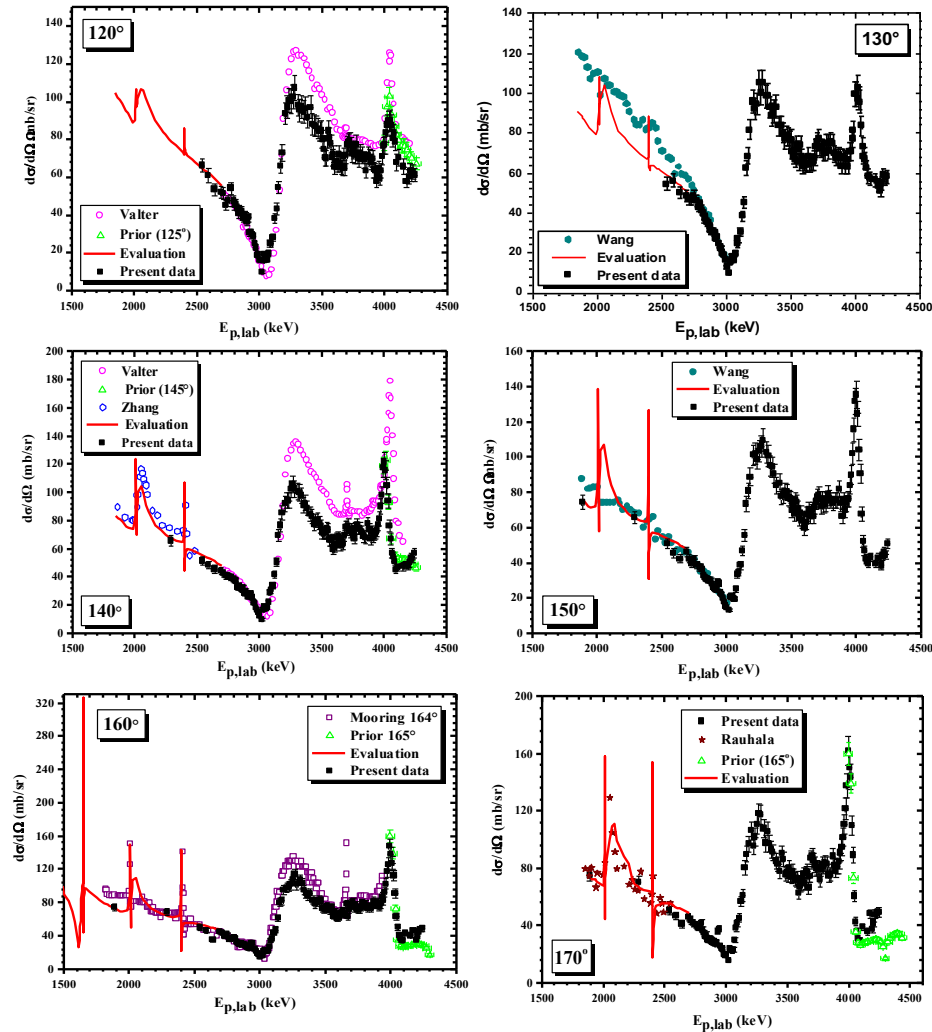 120°
140
120
100
80
60
40
20
0
dσ/dΩ Ωmb/sr)
Valter
Prior (125°)
Evaluation
Present data
1500 2000 2500 3000 3500 4000 4500
E p,lab (keV)
130°
140
120
100
80
60
40
20
0
dσ/dΩ (mb/sr)
Wang
Evaluation
Present data
1500 2000 2500 3000 3500 4000 4500
E p,lab (keV)
200
180
160
140
120
100
80
60
40
20
0
dσ/dΩ (mb/sr)
Valter
Prior (145°)
Zhang
Evaluation
Present data
140°
1500 2000 2500 3000 3500 4000 4500
E p,lab (keV)
160
140
120
100
80
60
40
20
0
dσ/dΩ Ωmb/sr)
Wang
Evaluation
Present data
150°
1500 2000 2500 3000 3500 4000 4500
E p,lab (keV)
160°
320
280
240
200
160
120
80
40
0
dσ/dΩ (mb/sr)
Mooring 164°
Prior 165°
Evaluation
Present data
1500 2000 2500 3000 3500 4000 4500
E p,lab (keV)
200
160
120
80
40
0
dσ/dΩ (mb/sr)
Present data
Rauhala
Prior (165°)
Evaluation
170°
1500 2000 2500 3000 3500 4000 4500
E p,lab (keV)